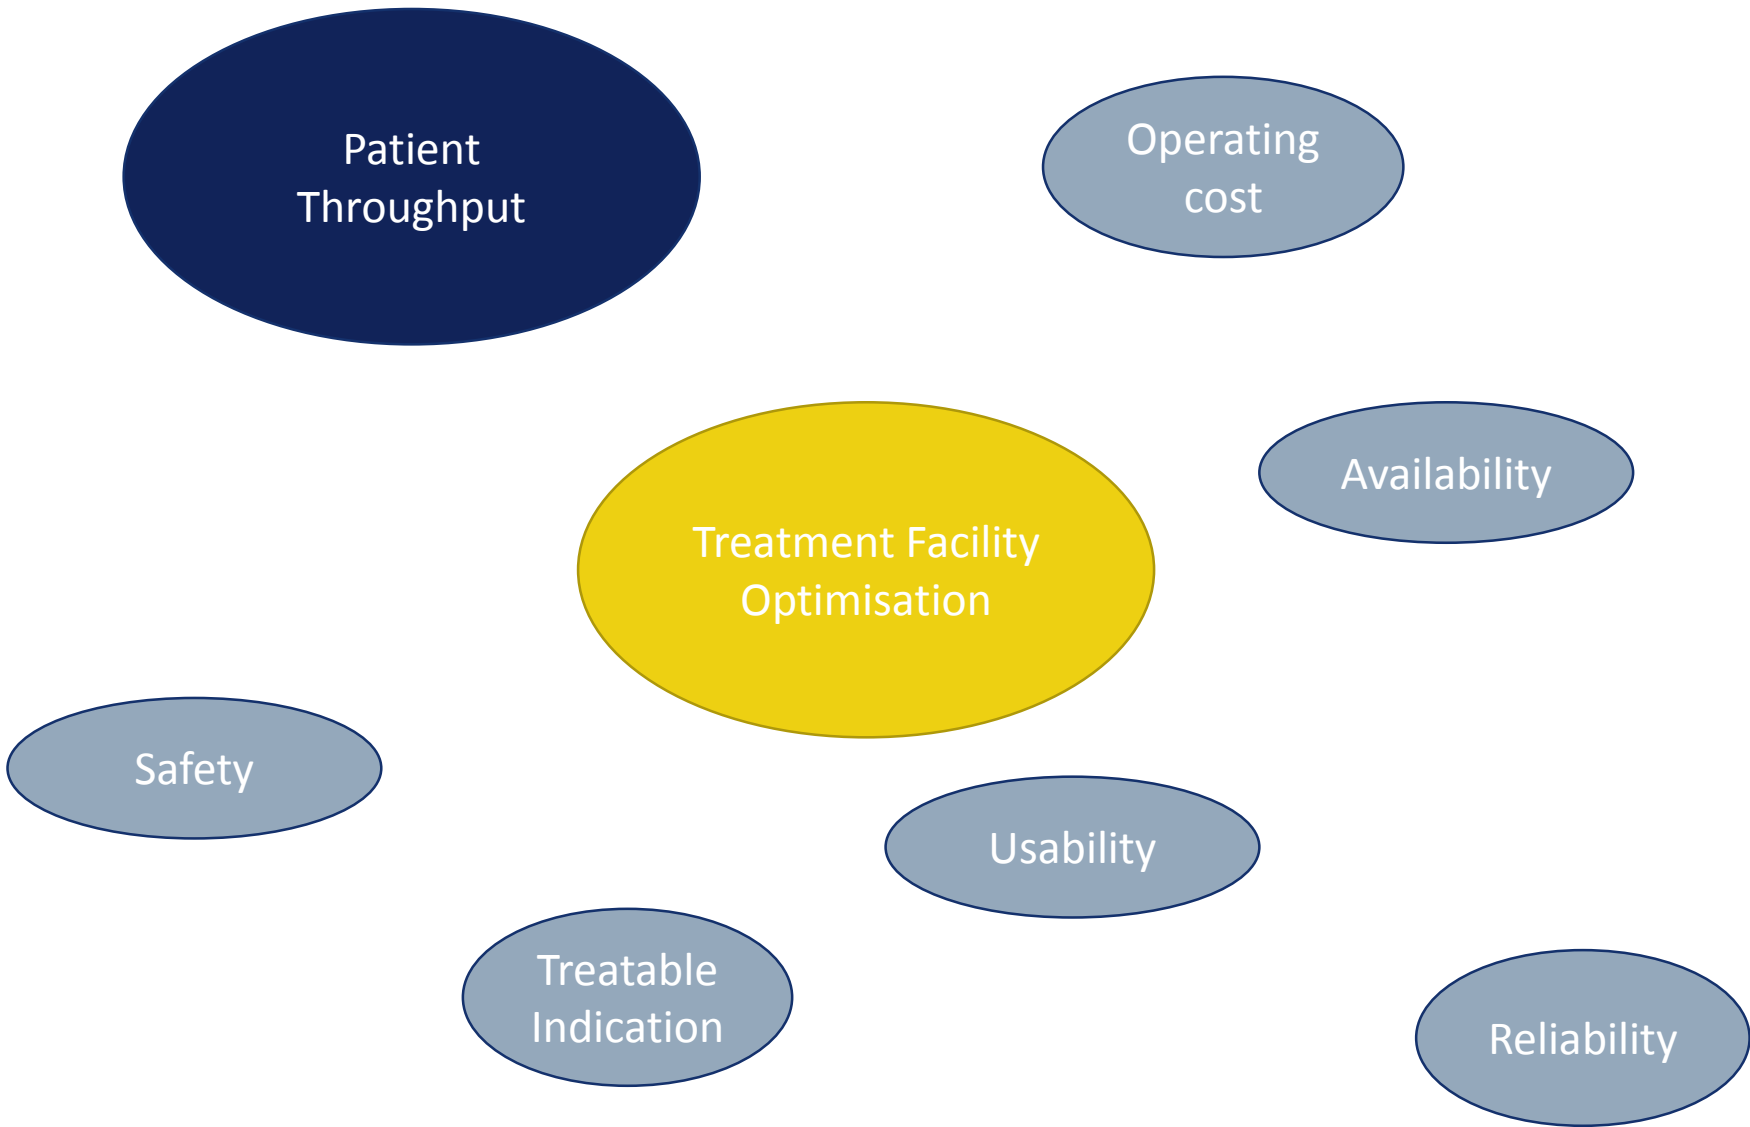 Patient
Throughput
Operating
cost
Availability
Treatment Facility
Optimisation
Safety
Usability
Treatable
Indication
Reliability